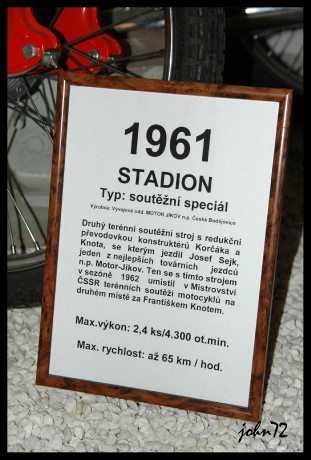 1961
STADION
Typ: soutěžní speiál
Výrobce: Vývojové odd. MOTOR JIKOV n.p. České Budějovice
Druhý terénní soutěžní stroj s redukční
převodovkou konstruktérů Korčáka a
Knota, se kterým jezdil Josef Sejk,
jeden z nejlepších továrních jezdců
n.p. Motor-Jikov. Ten se s tímto strojem
v sezóně 1962 umístil v Mistrovství
ČSSR terénních soutěží motocyklů na
druhém místě za Františkem Knotem.
Max.výkon: 2,4 ks/4.300 ot.min.
Max. rychlost: až 65 km / hod.
john72